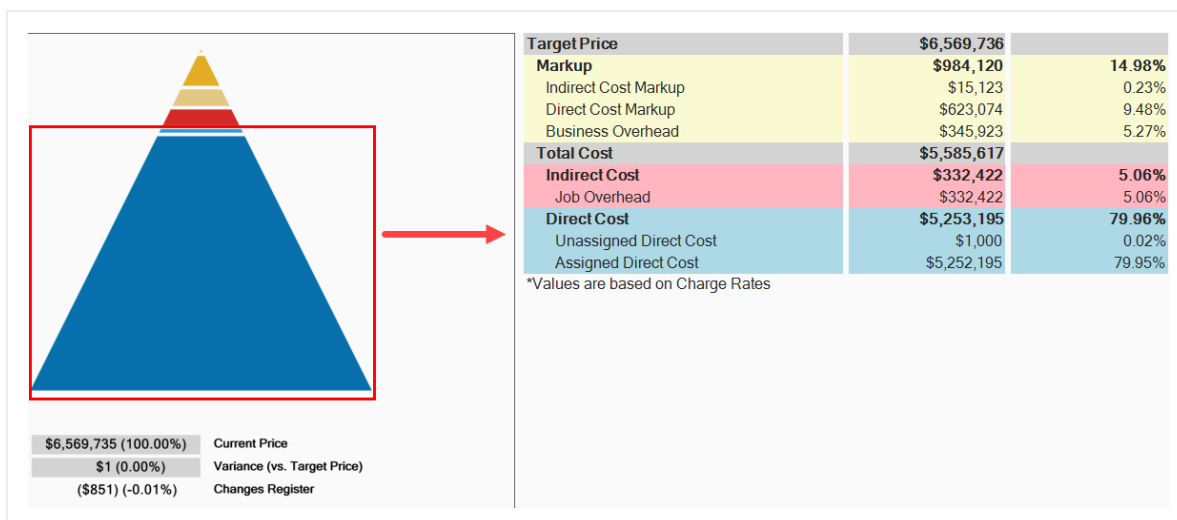 Target Price $6,569,736
Markup $984,120 14.98%
Indirect Cost Markup $15,123 0.23%
Direct Cost Markup $623,074 9.48%
Business Overhead $345,923 5.27%
Total Cost $5,585,617
Indirect Cost $332,422 5.06%
Job Overhead $332,422 5.06%
Direct Cost $5,253,195 79.96%
Unassigned Direct Cost $1,000 0.02%
Assigned Direct Cost $5,252,195 79.95%
*Values are based on Charge Rates
$6,569,735 (100.00%) Current Price
$1 (0.00%) Variance (vs. Target Price)
($851) (-0.01%) Changes Register